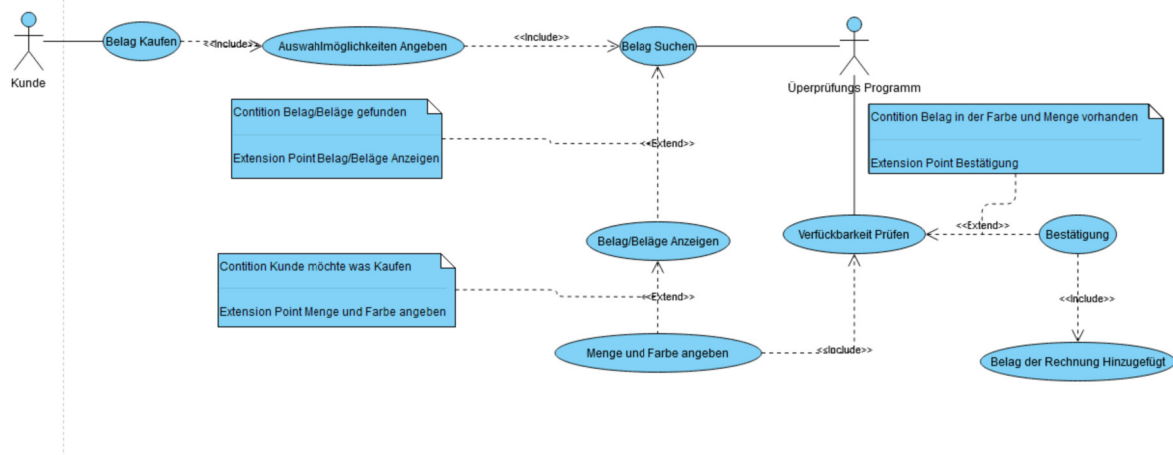 Kunde
Belag Kaufen
<<Include>>
Auswahlmöglichkeiten Angeben
<<Include>>
Belag Suchen
Üperprüfungs Programm
Contition Belag/Beläge gefunden
Extension Point Belag/Beläge Anzeigen
<<Extend>>
Contition Belag in der Farbe und Menge vorhanden
Extension Point Bestätigung
Belag/Beläge Anzeigen
Verfückbarkeit Prüfen
<<Extend>>
Bestätigung
Contition Kunde möchte was Kaufen
Extension Point Menge und Farbe angeben
<<Extend>>
<<Include>>
Menge und Farbe angeben
<<Include>>
Belag der Rechnung Hinzugefügt